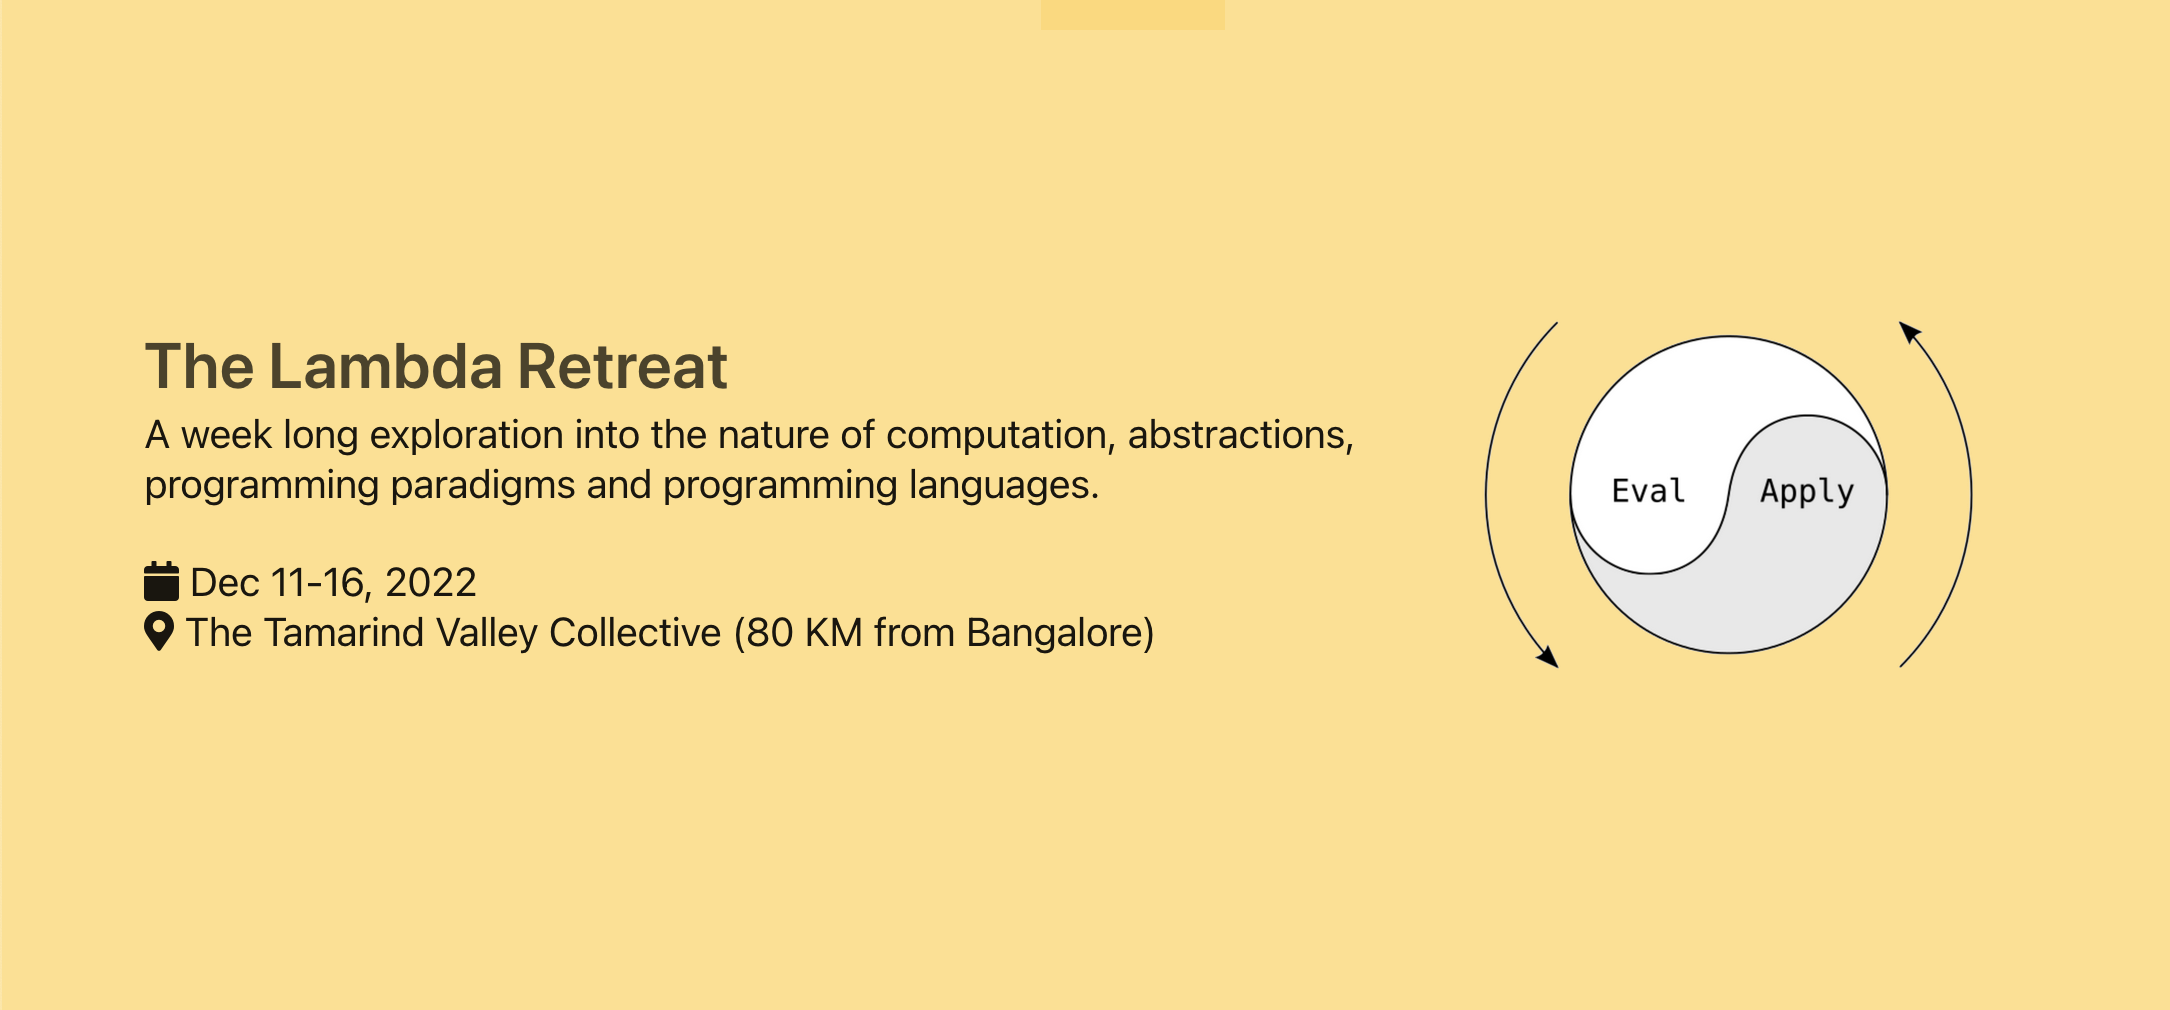 The Lambda Retreat
A week long exploration into the nature of computation, abstractions,
programming paradigms and programming languages.
Dec 11-16, 2022
The Tamarind Valley Collective (80 KM from Bangalore)
Eval
Apply